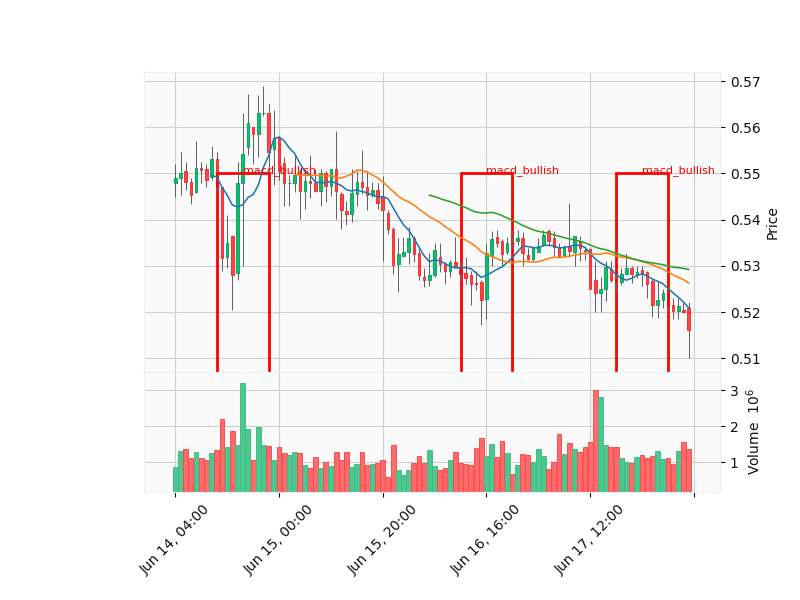 0.57
0.56
0.55
0.54
0.53
0.52
0.51
Price
macd_bullish
macd_bullish
macd_bullish
3
2
1
Volume 10⁶
Jun 14, 04:00
Jun 15, 00:00
Jun 15, 20:00
Jun 16, 16:00
Jun 17, 12:00